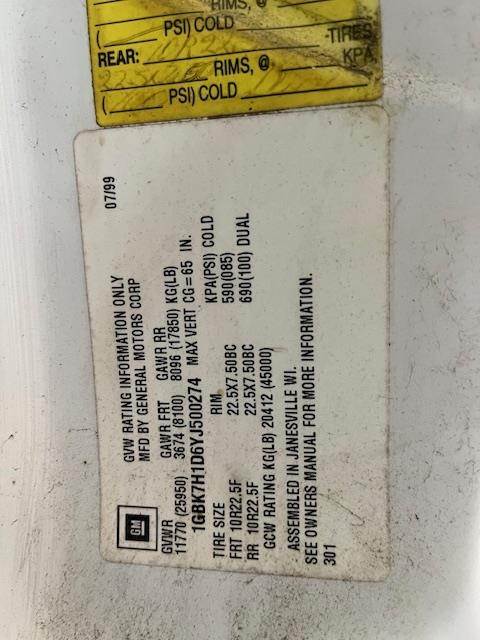 RIMS, @
PSI) COLD
TIRES
REAR: 10R22.5 KPA
RIMS, @
PSI) COLD
07/99
GM
GVW RATING INFORMATION ONLY
MFD BY GENERAL MOTORS CORP
GVWR GAWR FRT GAWR RR
11770 (25950) 3674 (8100) 8096 (17850) KG(LB)
1GBK7H1D6YJ500274 MAX VERT CG=65 IN.
TIRE SIZE RIM KPA(PSI) COLD
FRT 10R22.5F 22.5X7.50BC 590(085)
RR 10R22.5F 22.5X7.50BC 690(100) DUAL
GCW RATING KG(LB) 20412 (45000)
ASSEMBLED IN JANESVILLE WI.
SEE OWNERS MANUAL FOR MORE INFORMATION.
301